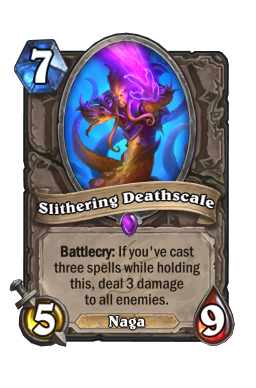 7
Slithering Deathscale
Battlecry: If you've cast
three spells while holding
this, deal 3 damage
to all enemies.
5
Naga
9